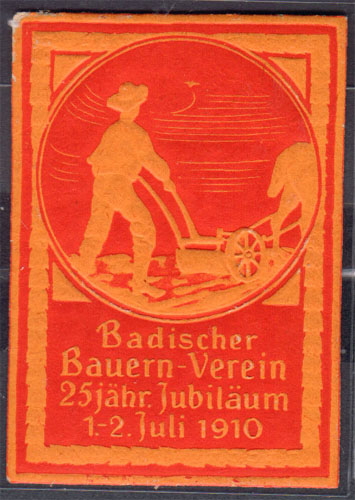 Badischer
Bauern-Verein
25jähr. Jubiläum
1.-2. Juli 1910